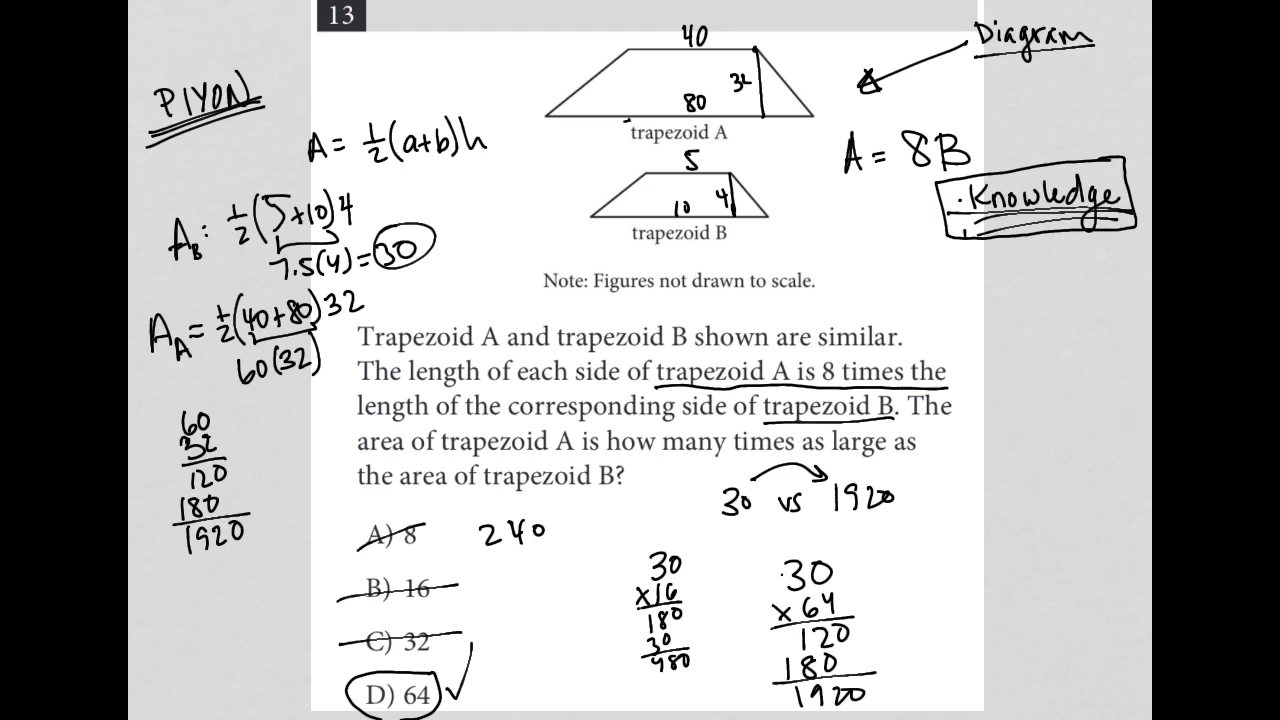 13
40
Diagram
32
80
trapezoid A
PIYON
A = ½(a+b)h
A = 8B
· Knowledge
5
4
10
trapezoid B
A_B: ½(5+10)4
7.5(4) = 30
Note: Figures not drawn to scale.
A_A = ½(40+80)32
60(32)
Trapezoid A and trapezoid B shown are similar.
The length of each side of trapezoid A is 8 times the
length of the corresponding side of trapezoid B. The
area of trapezoid A is how many times as large as
the area of trapezoid B?
60
32
120
180
1920
30 vs 1920
A) 8
240
B) 16
C) 32
D) 64
30
×16
180
30
480
30
×64
120
180
1920